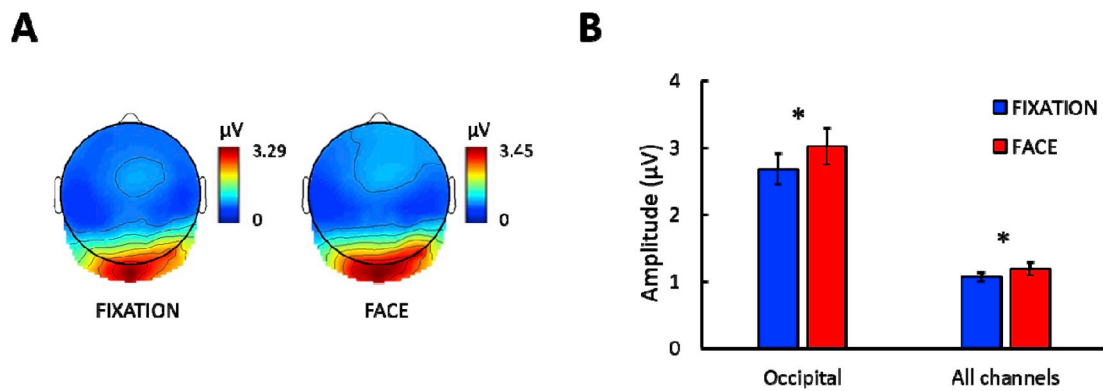 A
µV
3.29
0
FIXATION
µV
3.45
0
FACE
B
Amplitude (µV)
4
3
2
1
0
*
*
FIXATION
FACE
Occipital
All channels